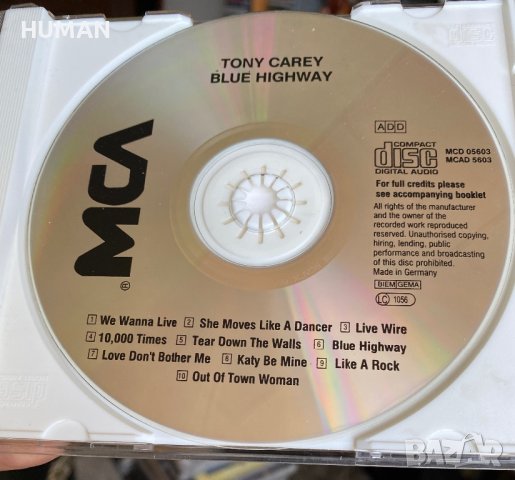 HUMAN
TONY CAREY
BLUE HIGHWAY
MCA
®
ADD
COMPACT
disc
DIGITAL AUDIO
MCD 05603
MCAD 5603
For full credits please
see accompanying booklet
All rights of the manufacturer
and the owner of the
recorded work reproduced
reserved. Unauthorised copying,
hiring, lending, public
performance and broadcasting
of this disc prohibited.
Made in Germany
BIEM GEMA
LC 1056
1 We Wanna Live 2 She Moves Like A Dancer 3 Live Wire
4 10,000 Times 5 Tear Down The Walls 6 Blue Highway
7 Love Don't Bother Me 8 Katy Be Mine 9 Like A Rock
10 Out Of Town Woman
БАZАР